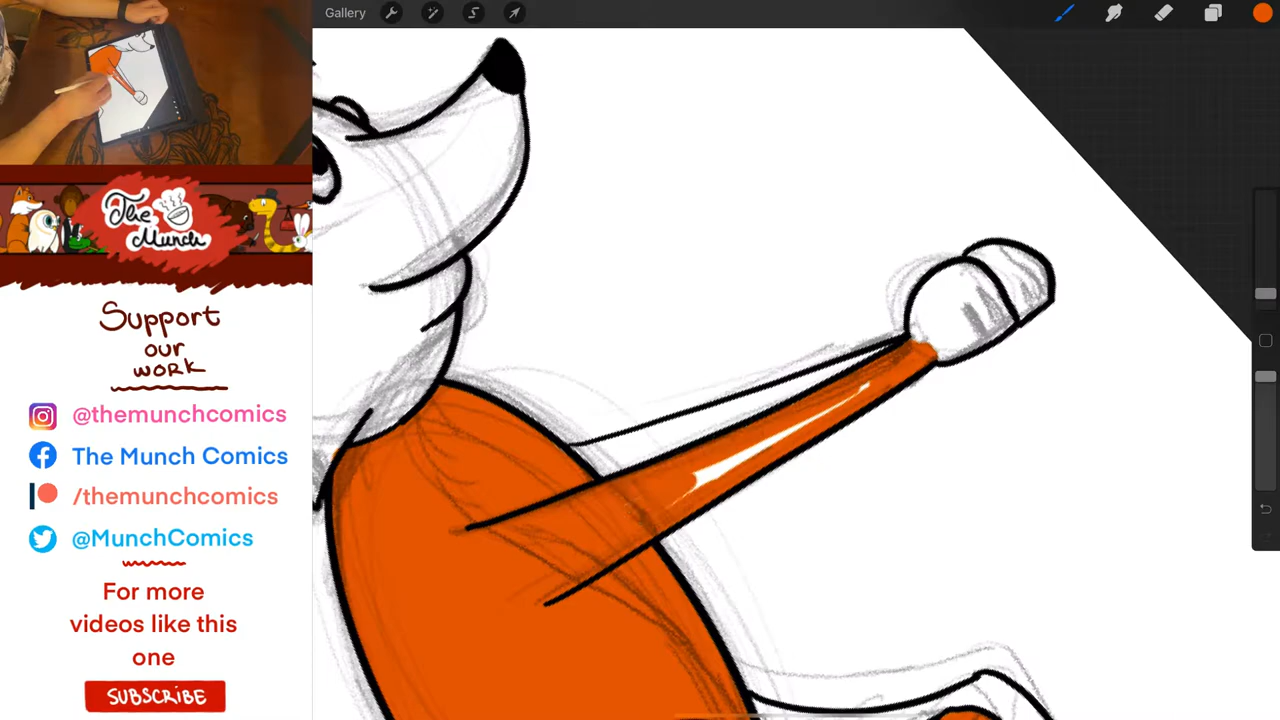 Gallery
The
Munch
Support
our
work
@themunchcomics
The Munch Comics
/themunchcomics
@MunchComics
For more
videos like this
one
SUBSCRIBE